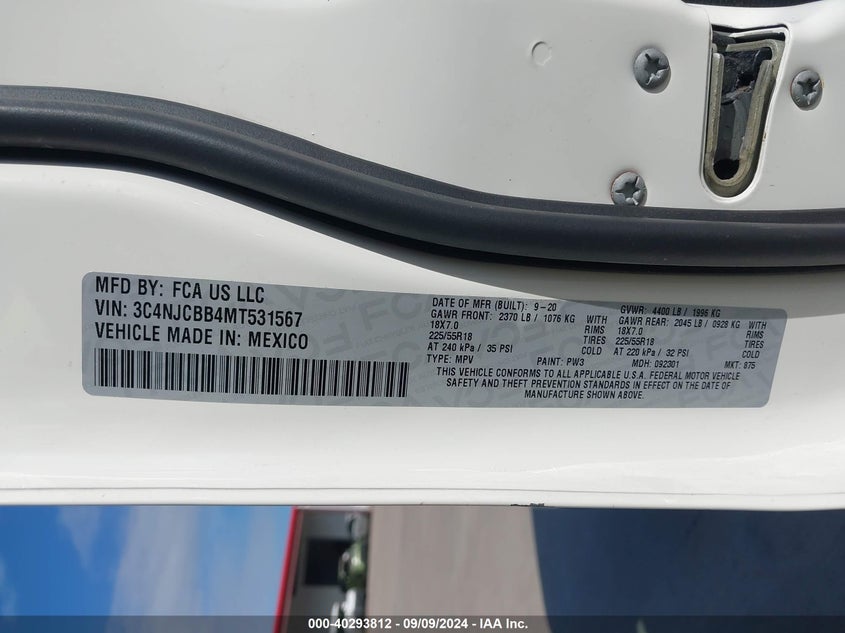 MFD BY: FCA US LLC
VIN: 3C4NJCBB4MT531567
VEHICLE MADE IN: MEXICO
DATE OF MFR (BUILT): 9-20 GVWR: 4400 LB / 1996 KG
GAWR FRONT: 2370 LB / 1076 KG WITH GAWR REAR: 2045 LB / 0928 KG WITH
18X7.0 RIMS 18X7.0 RIMS
225/55R18 TIRES 225/55R18 TIRES
AT 240 kPa / 35 PSI COLD AT 220 kPa / 32 PSI COLD
TYPE: MPV PAINT: PW3 MDH: 092301 MKT: 875
THIS VEHICLE CONFORMS TO ALL APPLICABLE U.S.A. FEDERAL MOTOR VEHICLE
SAFETY AND THEFT PREVENTION STANDARDS IN EFFECT ON THE DATE OF
MANUFACTURE SHOWN ABOVE.
000-40293812 - 09/09/2024 - IAA Inc.